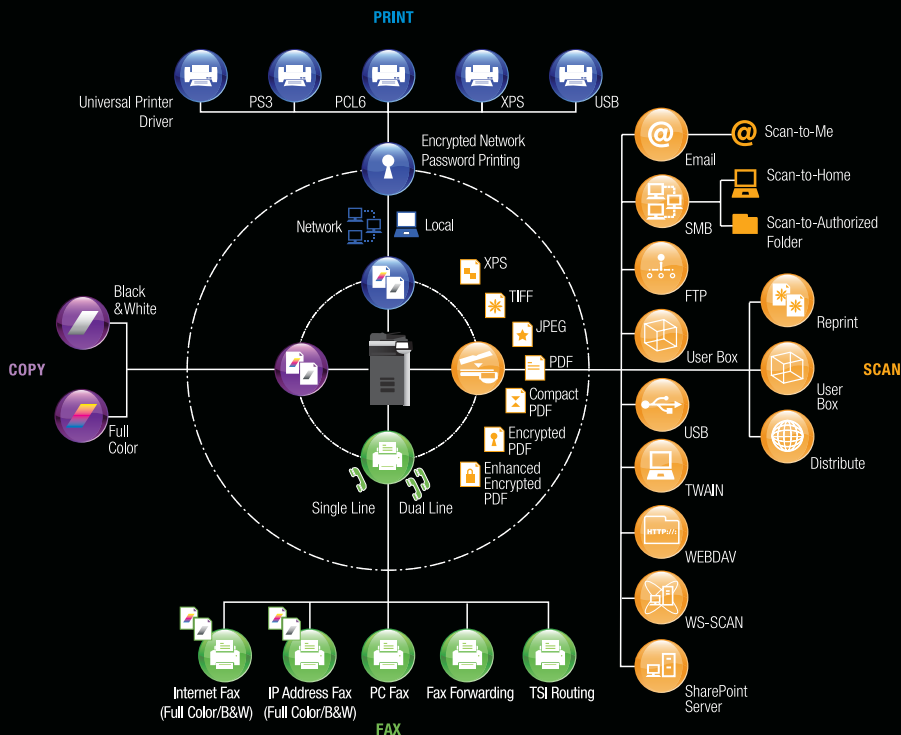 PRINT
Universal Printer
Driver
PS3
PCL6
XPS
USB
Encrypted Network
Password Printing
Network
Local
COPY
Black
&White
Full
Color
XPS
TIFF
JPEG
PDF
Compact
PDF
Encrypted
PDF
Enhanced
Encrypted
PDF
Single Line
Dual Line
SCAN
@
Email
@
Scan-to-Me
SMB
Scan-to-Home
Scan-to-Authorized
Folder
FTP
User Box
Reprint
User
Box
Distribute
USB
TWAIN
HTTP://:
WEBDAV
WS-SCAN
SharePoint
Server
Internet Fax
(Full Color/B&W)
IP Address Fax
(Full Color/B&W)
PC Fax
Fax Forwarding
TSI Routing
FAX